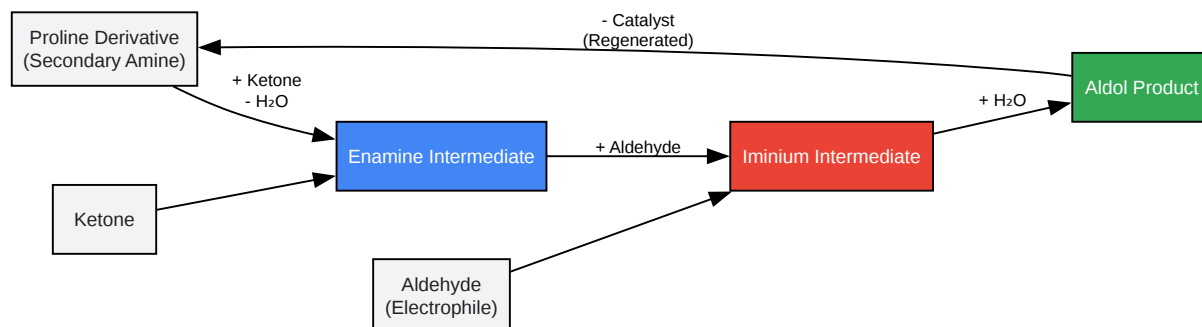 Proline Derivative
(Secondary Amine)
- Catalyst
(Regenerated)
Aldol Product
+ Ketone
- H₂O
+ H₂O
Enamine Intermediate
+ Aldehyde
Iminium Intermediate
Ketone
Aldehyde
(Electrophile)